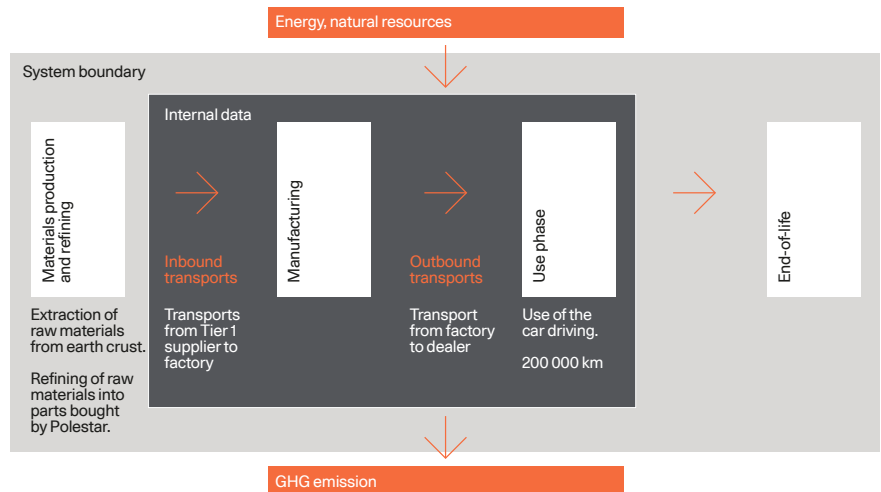 Energy, natural resources
System boundary
Internal data
Materials production
and refining
Extraction of
raw materials
from earth crust.
Refining of raw
materials into
parts bought
by Polestar.
Inbound
transports
Transports
from Tier 1
supplier to
factory
Manufacturing
Outbound
transports
Transport
from factory
to dealer
Use phase
Use of the
car driving.
200 000 km
End-of-life
GHG emission